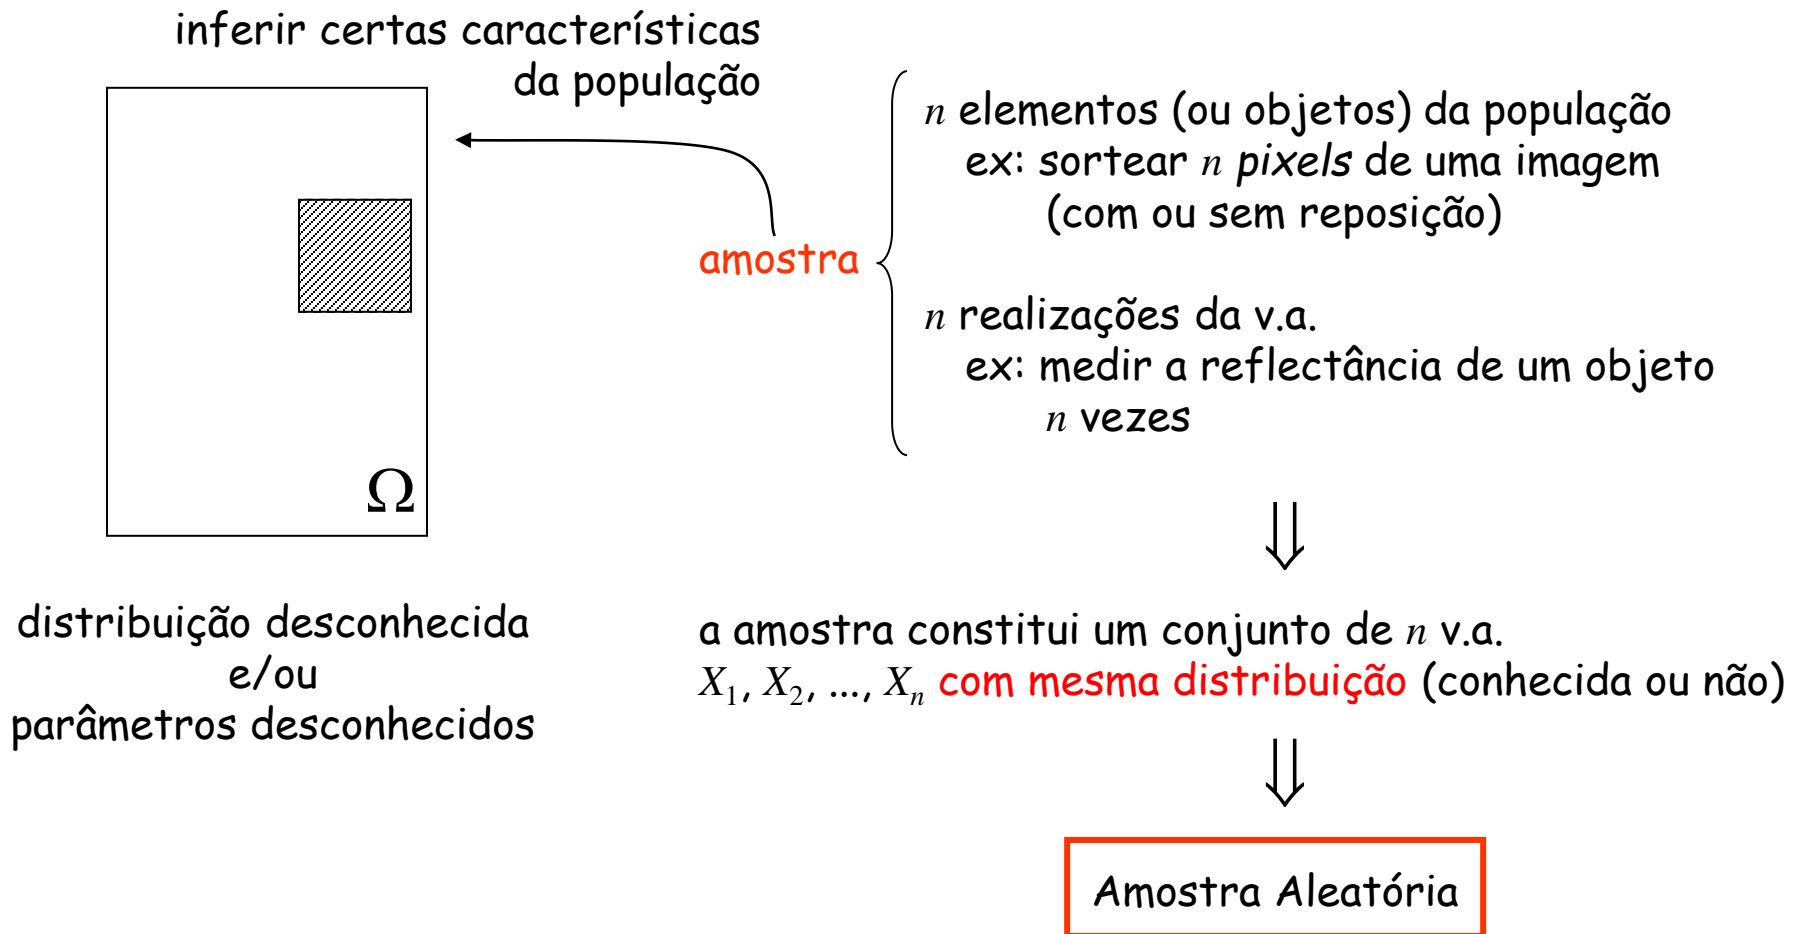 inferir certas características
da população
Ω
distribuição desconhecida
e/ou
parâmetros desconhecidos
amostra
n elementos (ou objetos) da população
ex: sortear n pixels de uma imagem
(com ou sem reposição)
n realizações da v.a.
ex: medir a reflectância de um objeto
n vezes
⇓
a amostra constitui um conjunto de n v.a.
X₁, X₂, ..., Xₙ com mesma distribuição (conhecida ou não)
⇓
Amostra Aleatória